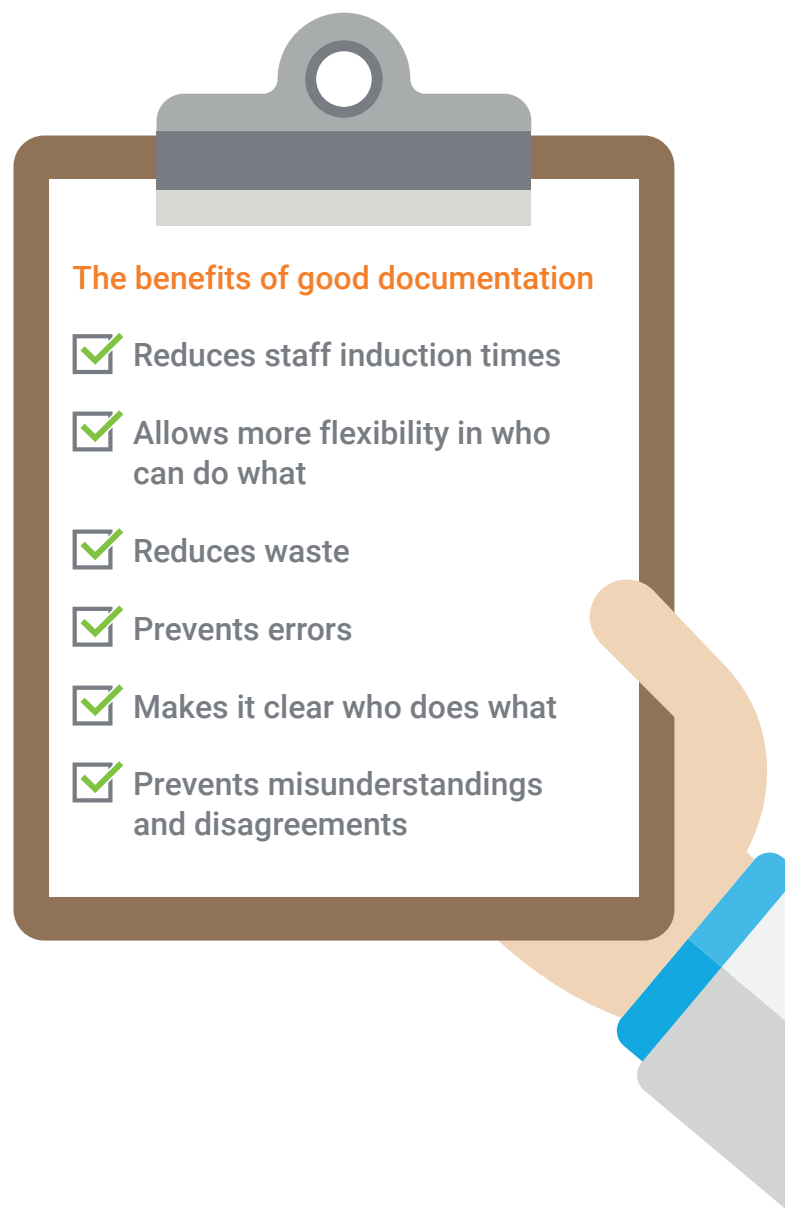 The benefits of good documentation
Reduces staff induction times
Allows more flexibility in who
can do what
Reduces waste
Prevents errors
Makes it clear who does what
Prevents misunderstandings
and disagreements